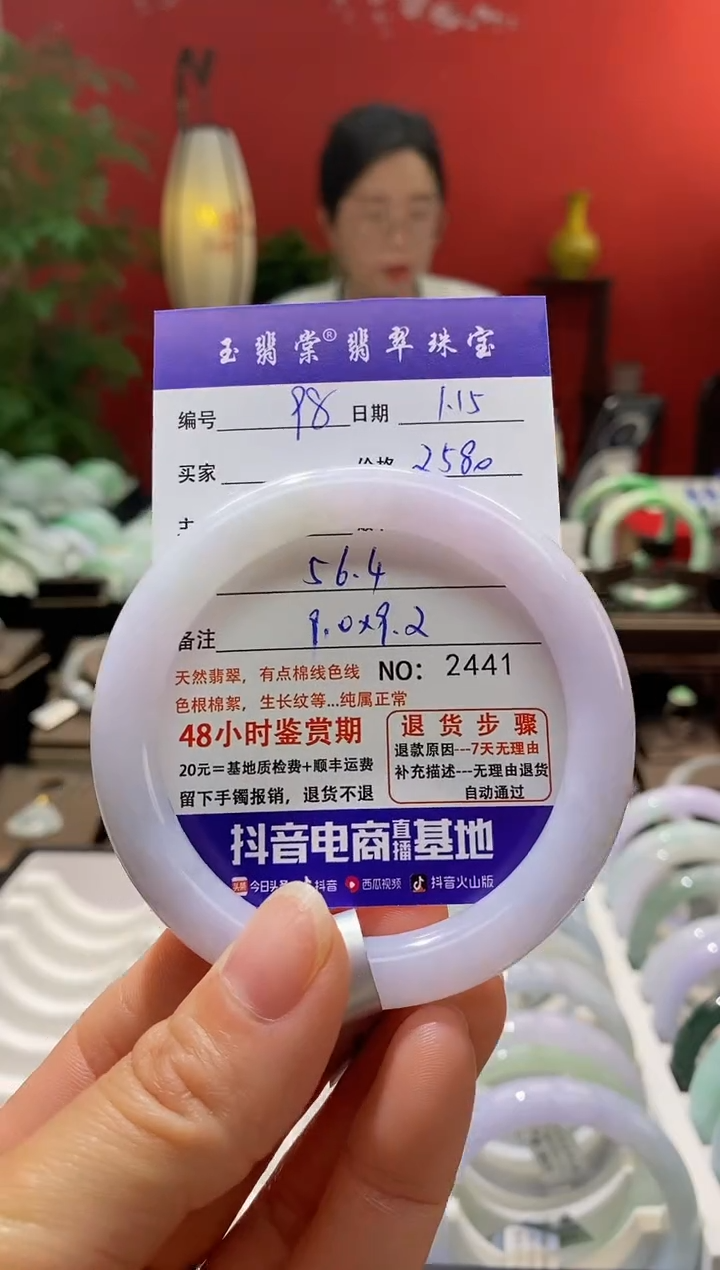 玉翡棠®翡翠珠宝
编号 98 日期 1.15
买家 价格 2580
56.4
备注 9.0x9.2
天然翡翠，有点棉线色线 NO: 2441
色根棉絮，生长纹等...纯属正常
48小时鉴赏期
20元=基地质检费+顺丰运费
留下手镯报销，退货不退
退货步骤
退款原因---7天无理由
补充描述---无理由退货
自动通过
抖音电商直播基地
头条 今日头条 抖音 西瓜视频 抖音火山版